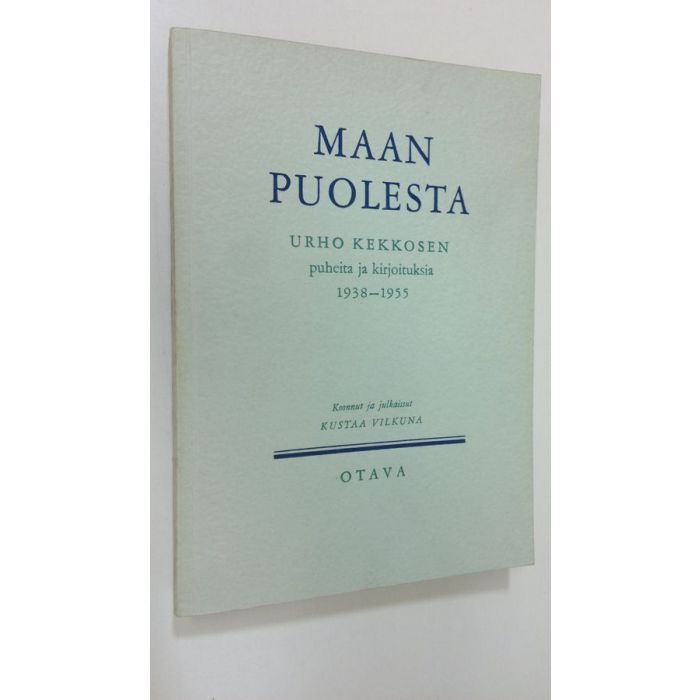 MAAN
PUOLESTA
URHO KEKKOSEN
puheita ja kirjoituksia
1938—1955
Koonnut ja julkaissut
KUSTAA VILKUNA
OTAVA